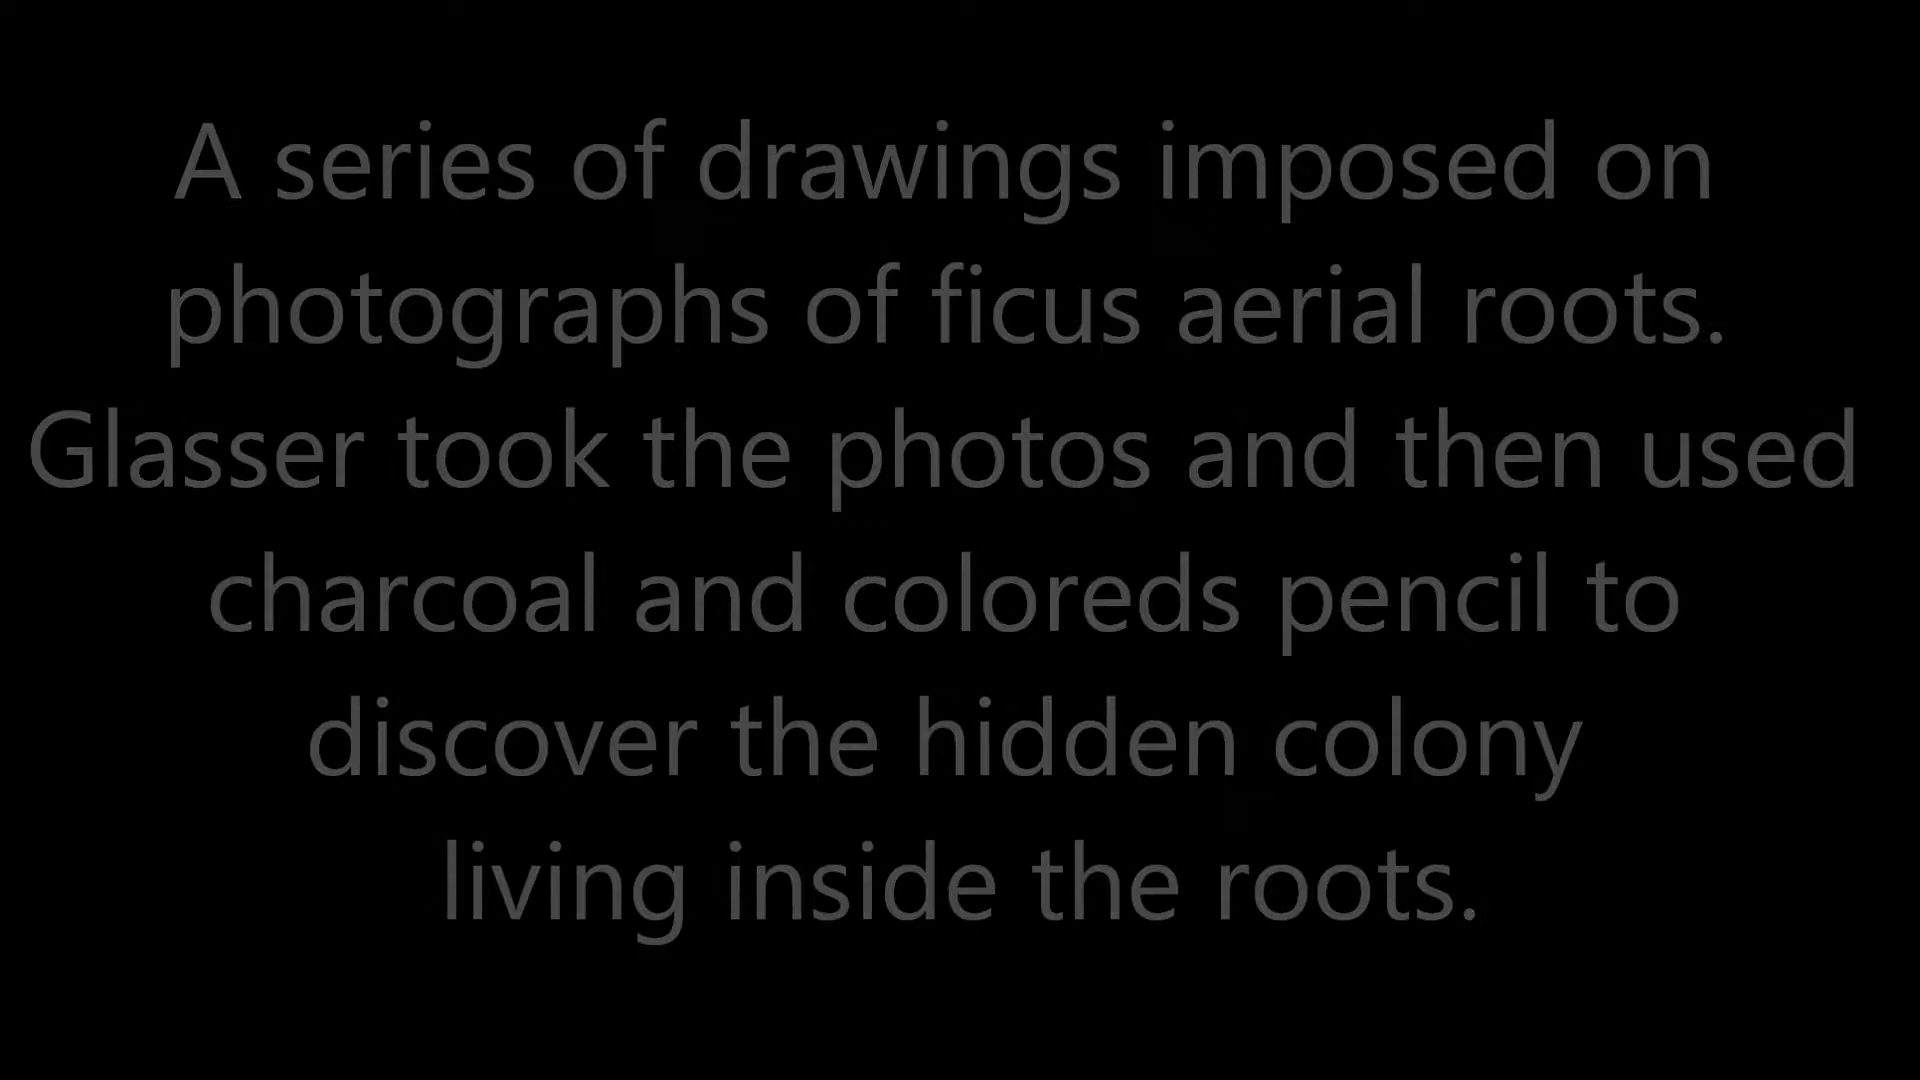 A series of drawings imposed on
photographs of ficus aerial roots.
Glasser took the photos and then used
charcoal and coloreds pencil to
discover the hidden colony
living inside the roots.